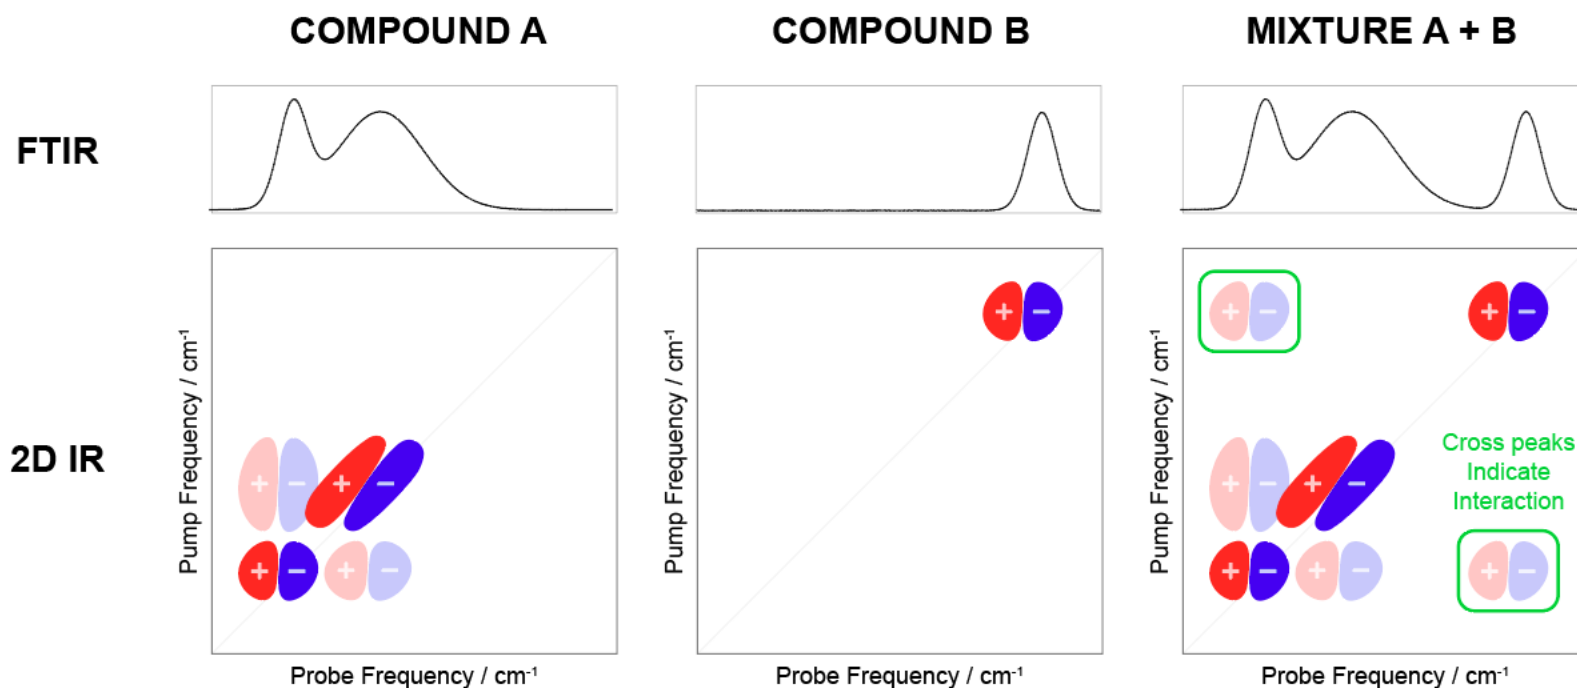 COMPOUND A
COMPOUND B
MIXTURE A + B
FTIR
2D IR
Pump Frequency / cm⁻¹
+ −
+ −
+ −
+ −
Probe Frequency / cm⁻¹
Pump Frequency / cm⁻¹
+ −
Probe Frequency / cm⁻¹
Pump Frequency / cm⁻¹
+ −
+ −
+ −
+ −
Cross peaks
Indicate
Interaction
+ −
+ −
+ −
Probe Frequency / cm⁻¹